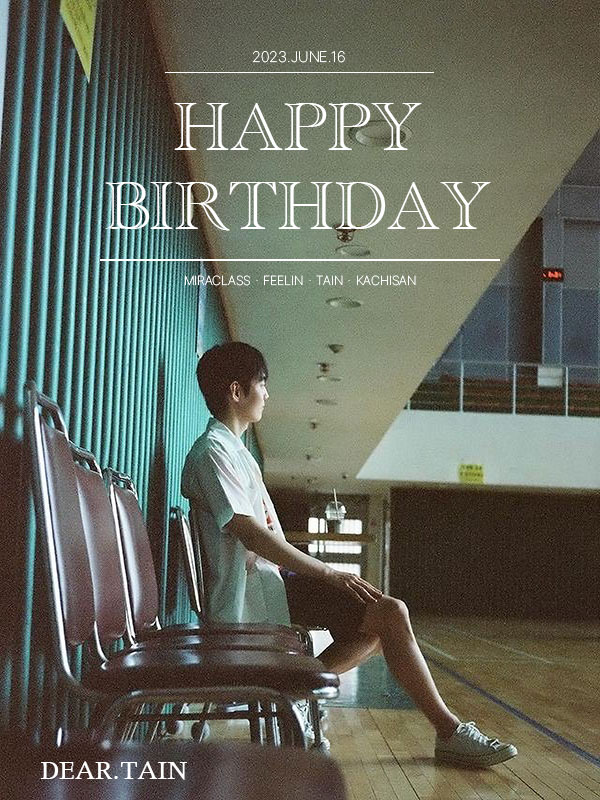 2023.JUNE.16
HAPPY
BIRTHDAY
MIRACLASS · FEELIN · TAIN · KACHISAN
DEAR.TAIN